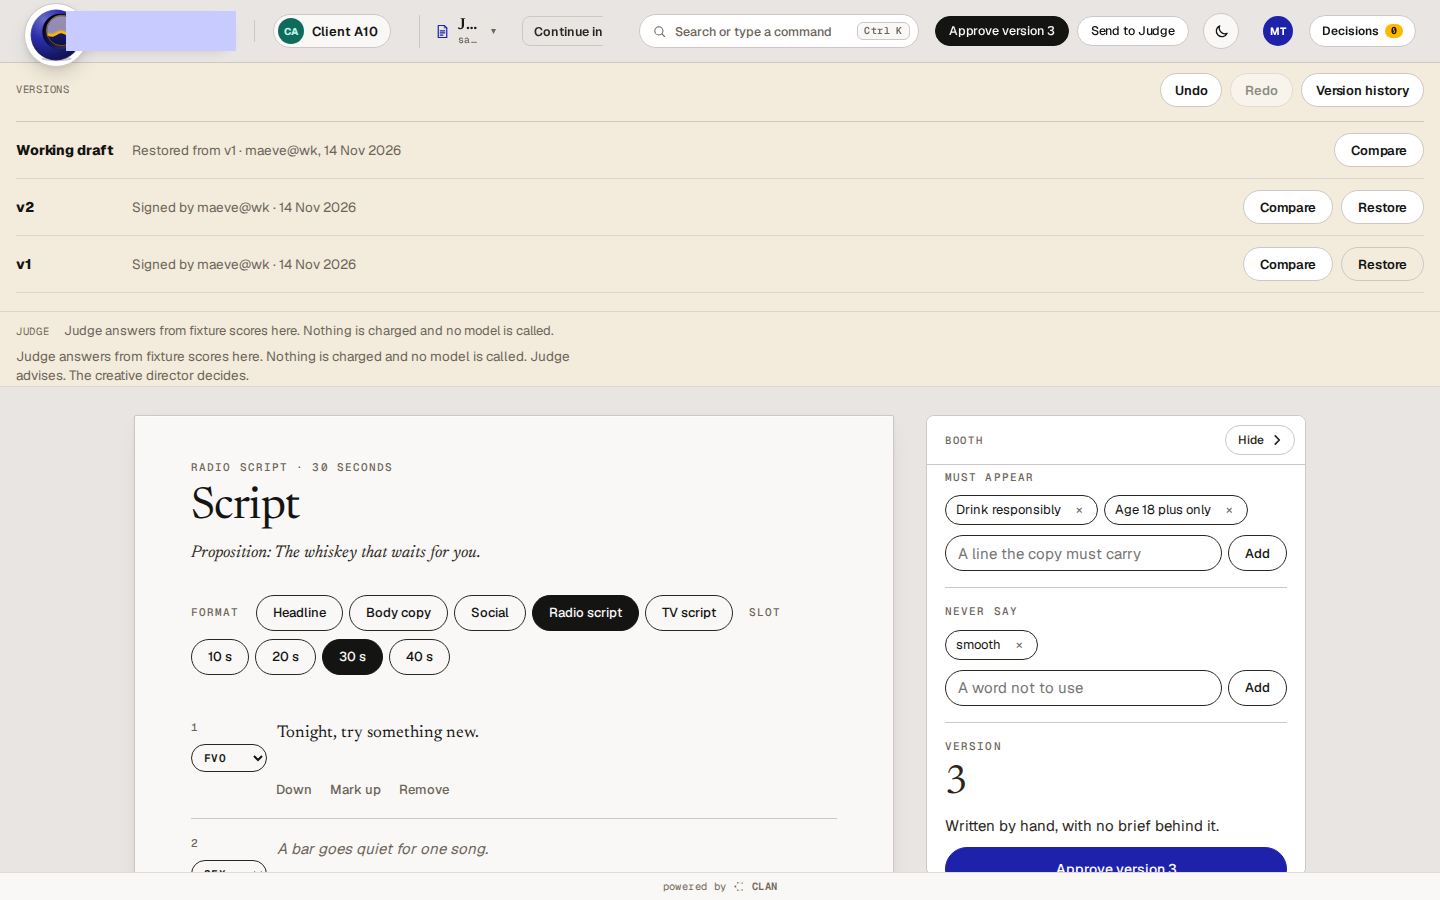 CA Client A10 J... sa... Continue in Search or type a command Ctrl K Approve version 3 Send to Judge MT Decisions 0
VERSIONS Undo Redo Version history
Working draft Restored from v1 · maeve@wk, 14 Nov 2026 Compare
v2 Signed by maeve@wk · 14 Nov 2026 Compare Restore
v1 Signed by maeve@wk · 14 Nov 2026 Compare Restore
JUDGE Judge answers from fixture scores here. Nothing is charged and no model is called.
Judge answers from fixture scores here. Nothing is charged and no model is called. Judge
advises. The creative director decides.
RADIO SCRIPT · 30 SECONDS
Script
Proposition: The whiskey that waits for you.
FORMAT Headline Body copy Social Radio script TV script SLOT
10 s 20 s 30 s 40 s
1
Tonight, try something new.
FVO
Down Mark up Remove
2
A bar goes quiet for one song.
BOOTH Hide
MUST APPEAR
Drink responsibly × Age 18 plus only ×
A line the copy must carry Add
NEVER SAY
smooth ×
A word not to use Add
VERSION
3
Written by hand, with no brief behind it.
Approve version 3
powered by CLAN